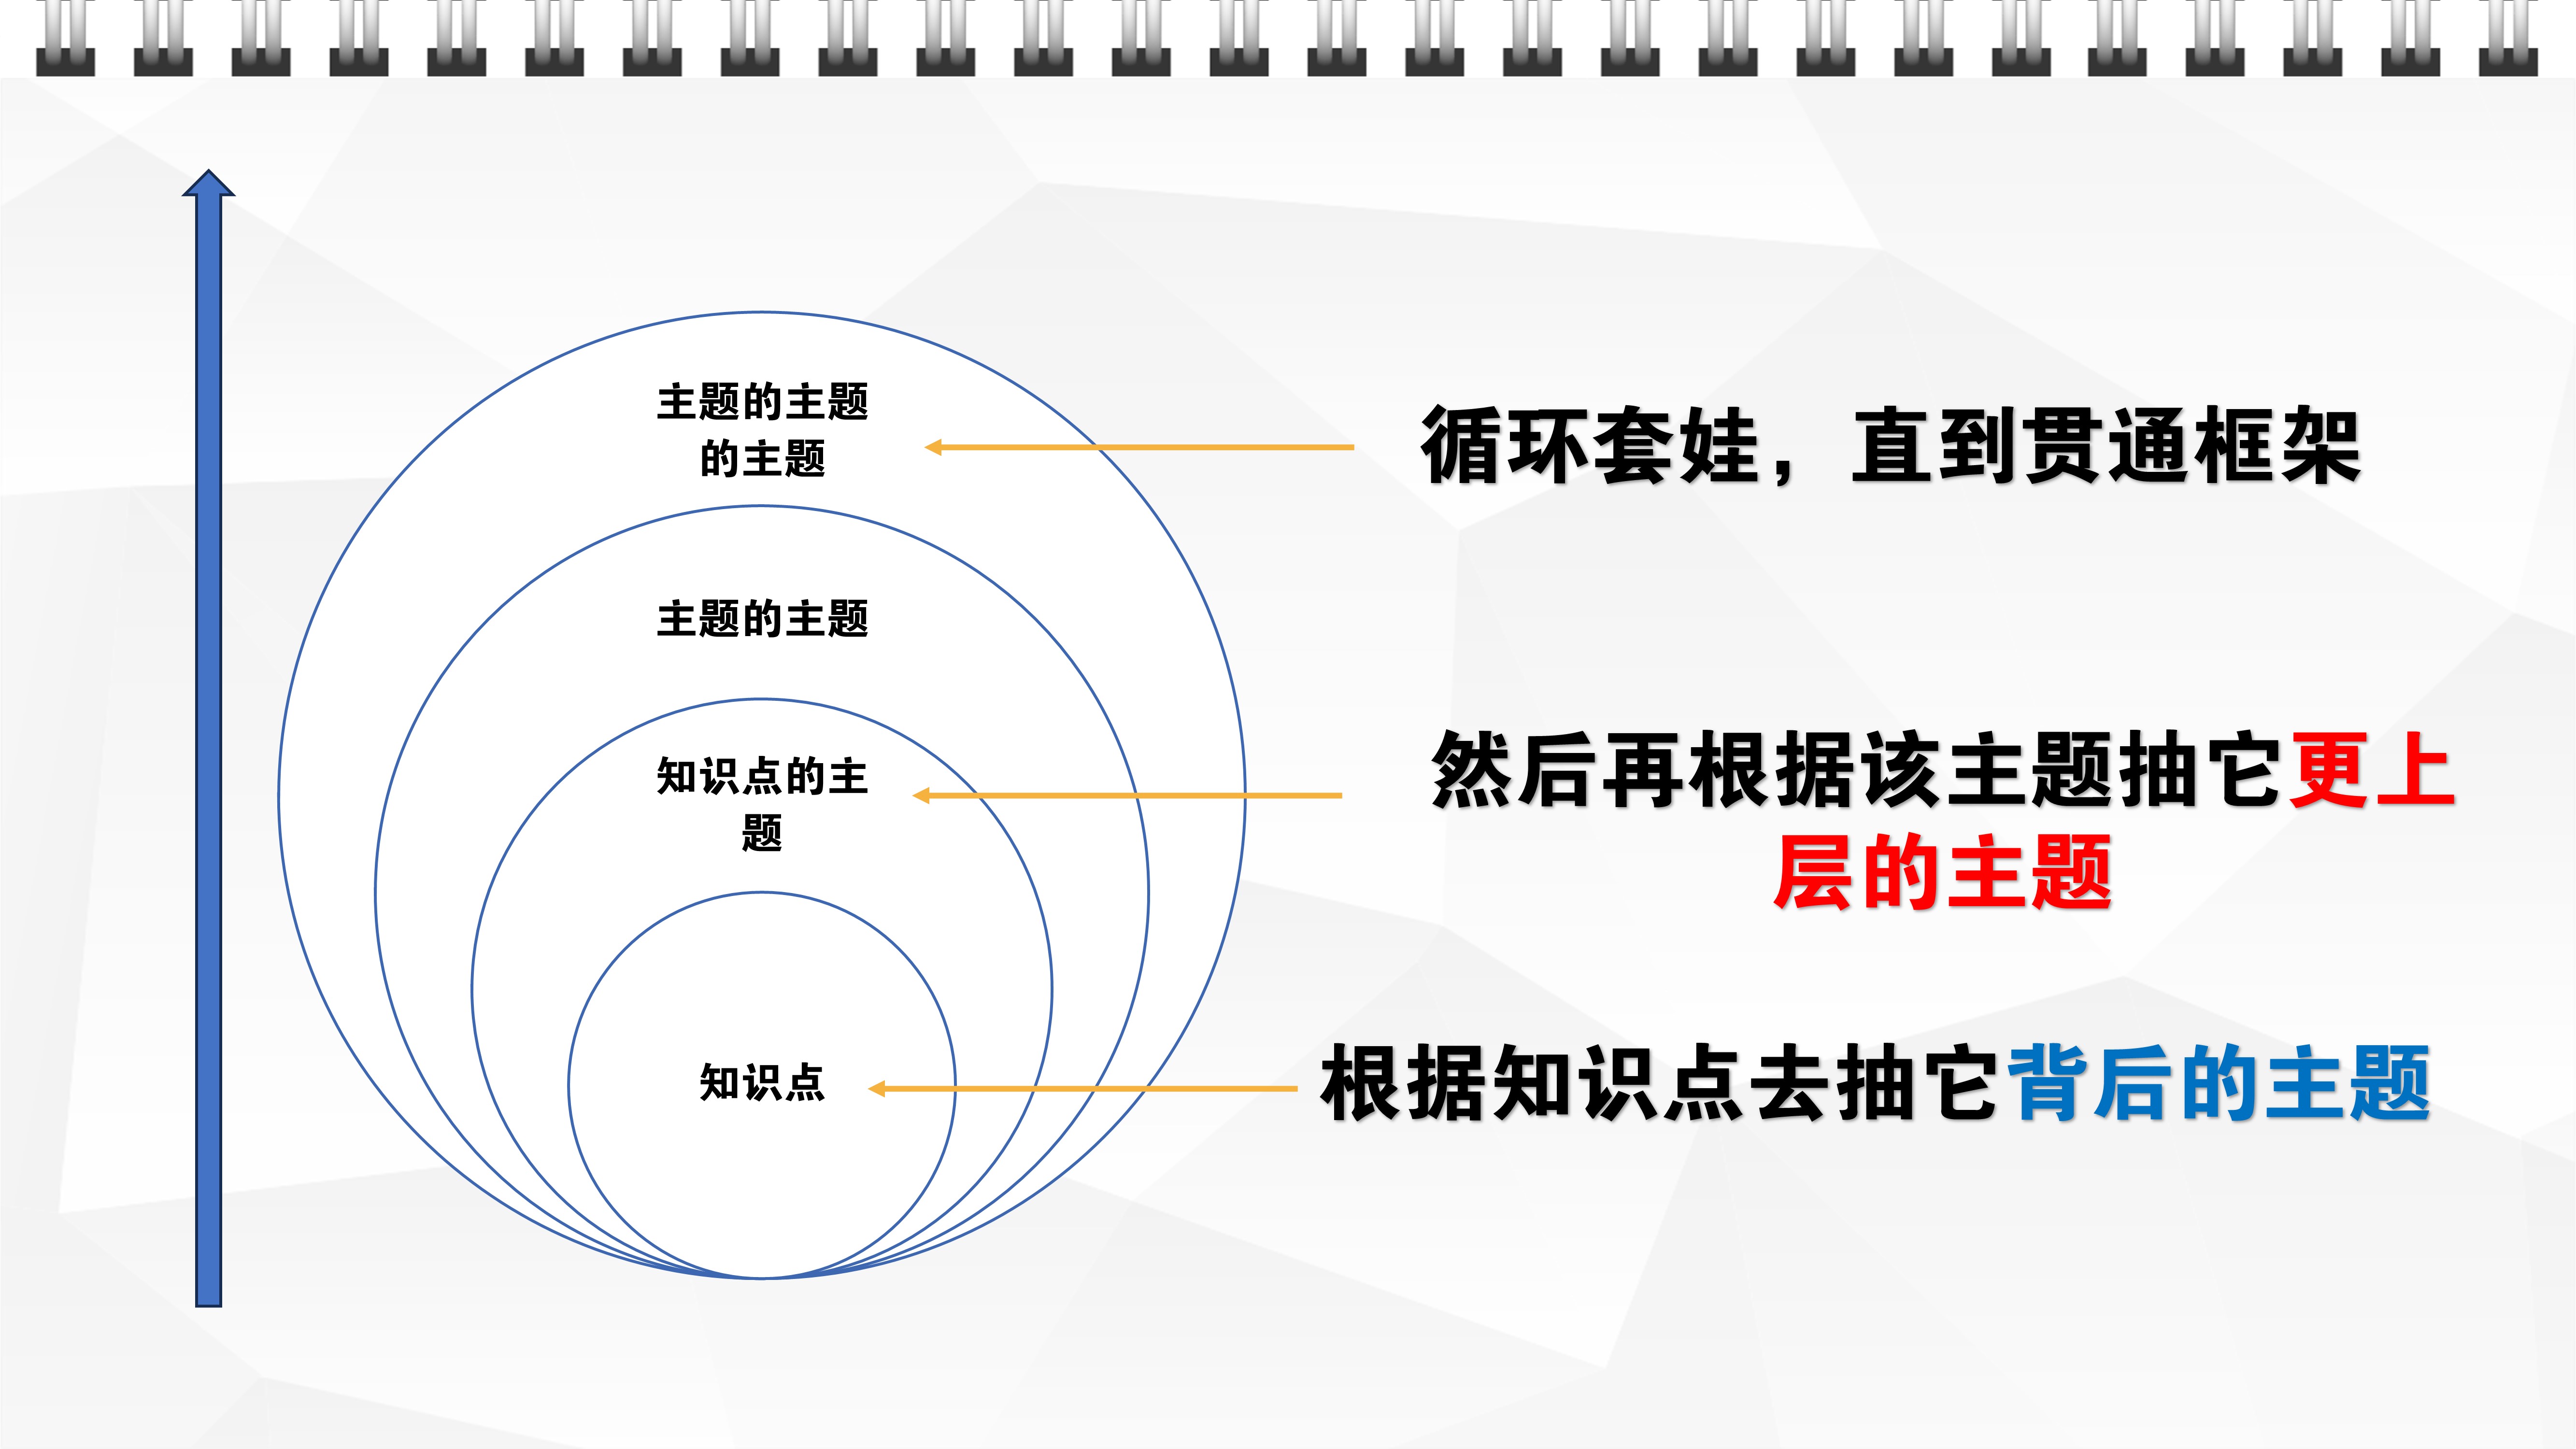 主题的主题
的主题
循环套娃，直到贯通框架
主题的主题
知识点的主
题
然后再根据该主题抽它更上
层的主题
知识点
根据知识点去抽它背后的主题